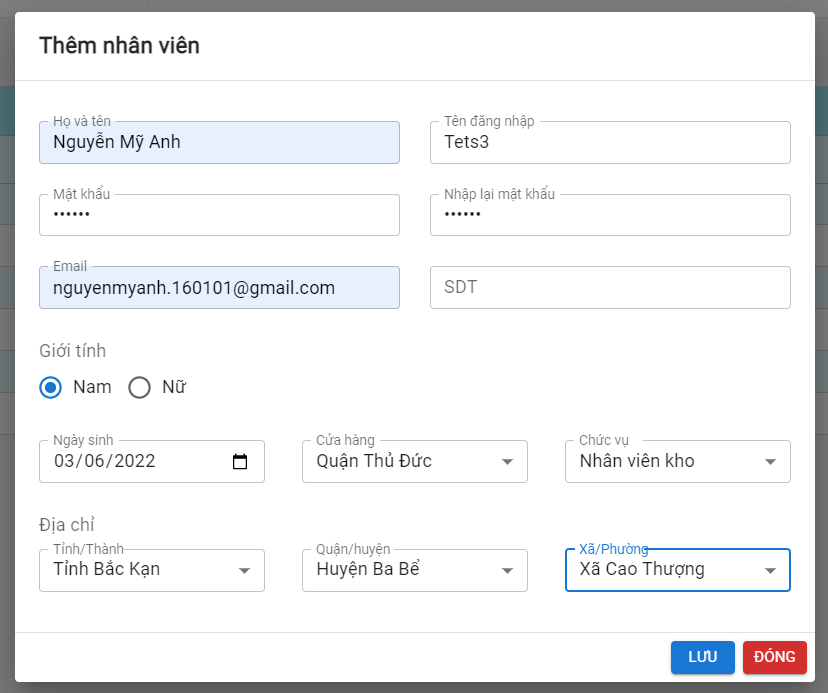 Thêm nhân viên
Họ và tên
Tên đăng nhập
Nguyễn Mỹ Anh
Tets3
Mật khẩu
Nhập lại mật khẩu
••••••
••••••
Email
nguyenmyanh.160101@gmail.com
SDT
Giới tính
Nam
Nữ
Ngày sinh
Cửa hàng
Chức vụ
03/06/2022
Quận Thủ Đức
Nhân viên kho
Địa chỉ
Tỉnh/Thành
Quận/huyện
Xã/Phường
Tỉnh Bắc Kạn
Huyện Ba Bể
Xã Cao Thượng
LƯU
ĐÓNG